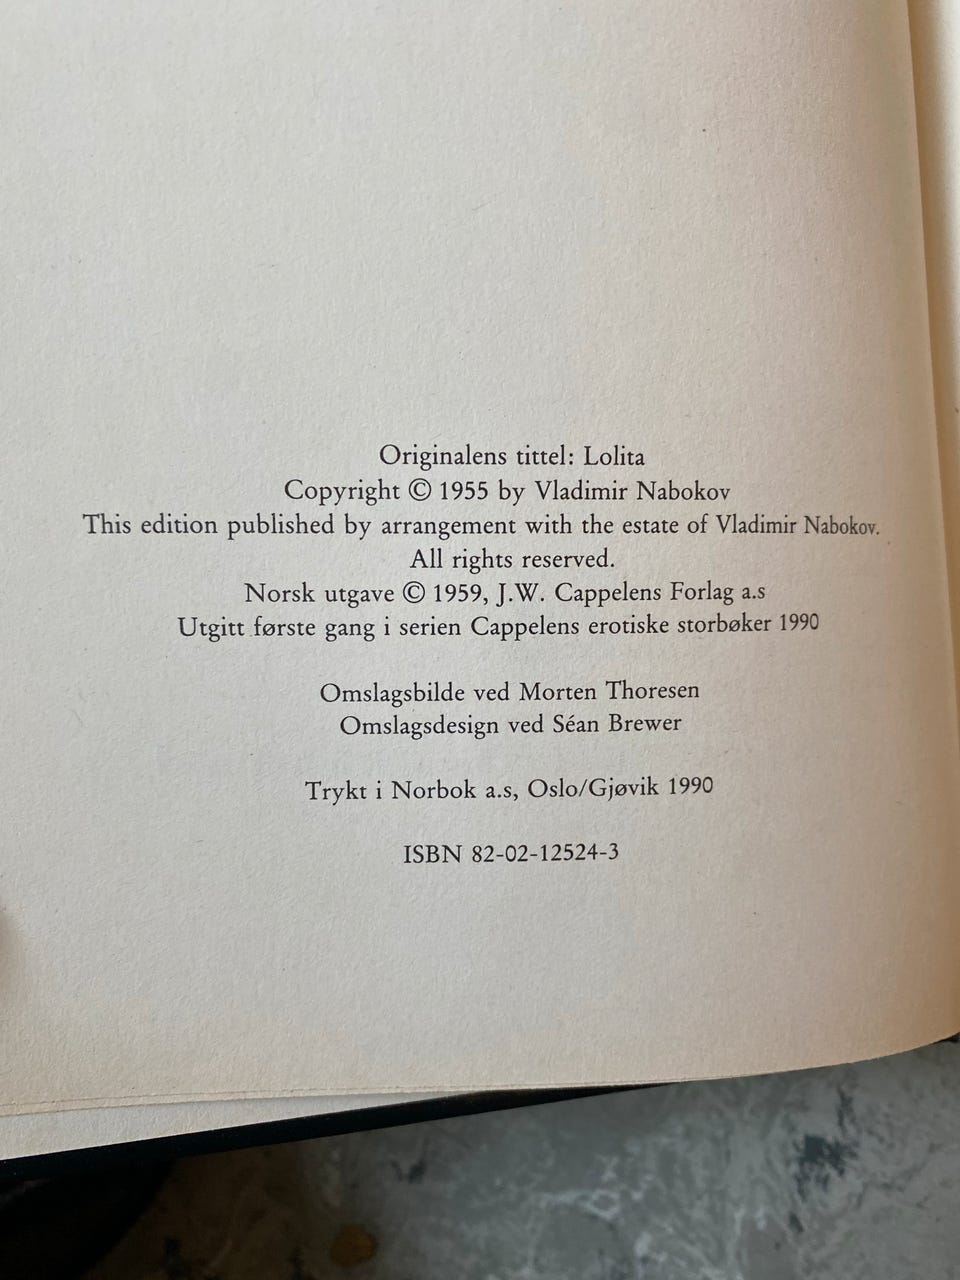 Originalens tittel: Lolita
Copyright © 1955 by Vladimir Nabokov
This edition published by arrangement with the estate of Vladimir Nabokov.
All rights reserved.
Norsk utgave © 1959, J.W. Cappelens Forlag a.s
Utgitt første gang i serien Cappelens erotiske storbøker 1990
Omslagsbilde ved Morten Thoresen
Omslagsdesign ved Séan Brewer
Trykt i Norbok a.s, Oslo/Gjøvik 1990
ISBN 82-02-12524-3